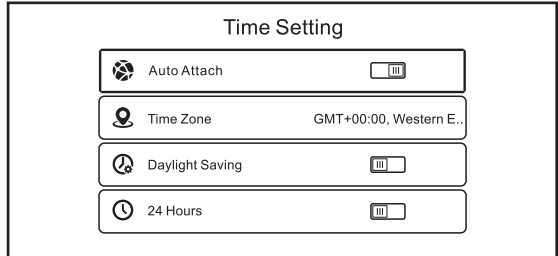 Time Setting
Auto Attach
Time Zone GMT+00:00, Western E..
Daylight Saving
24 Hours